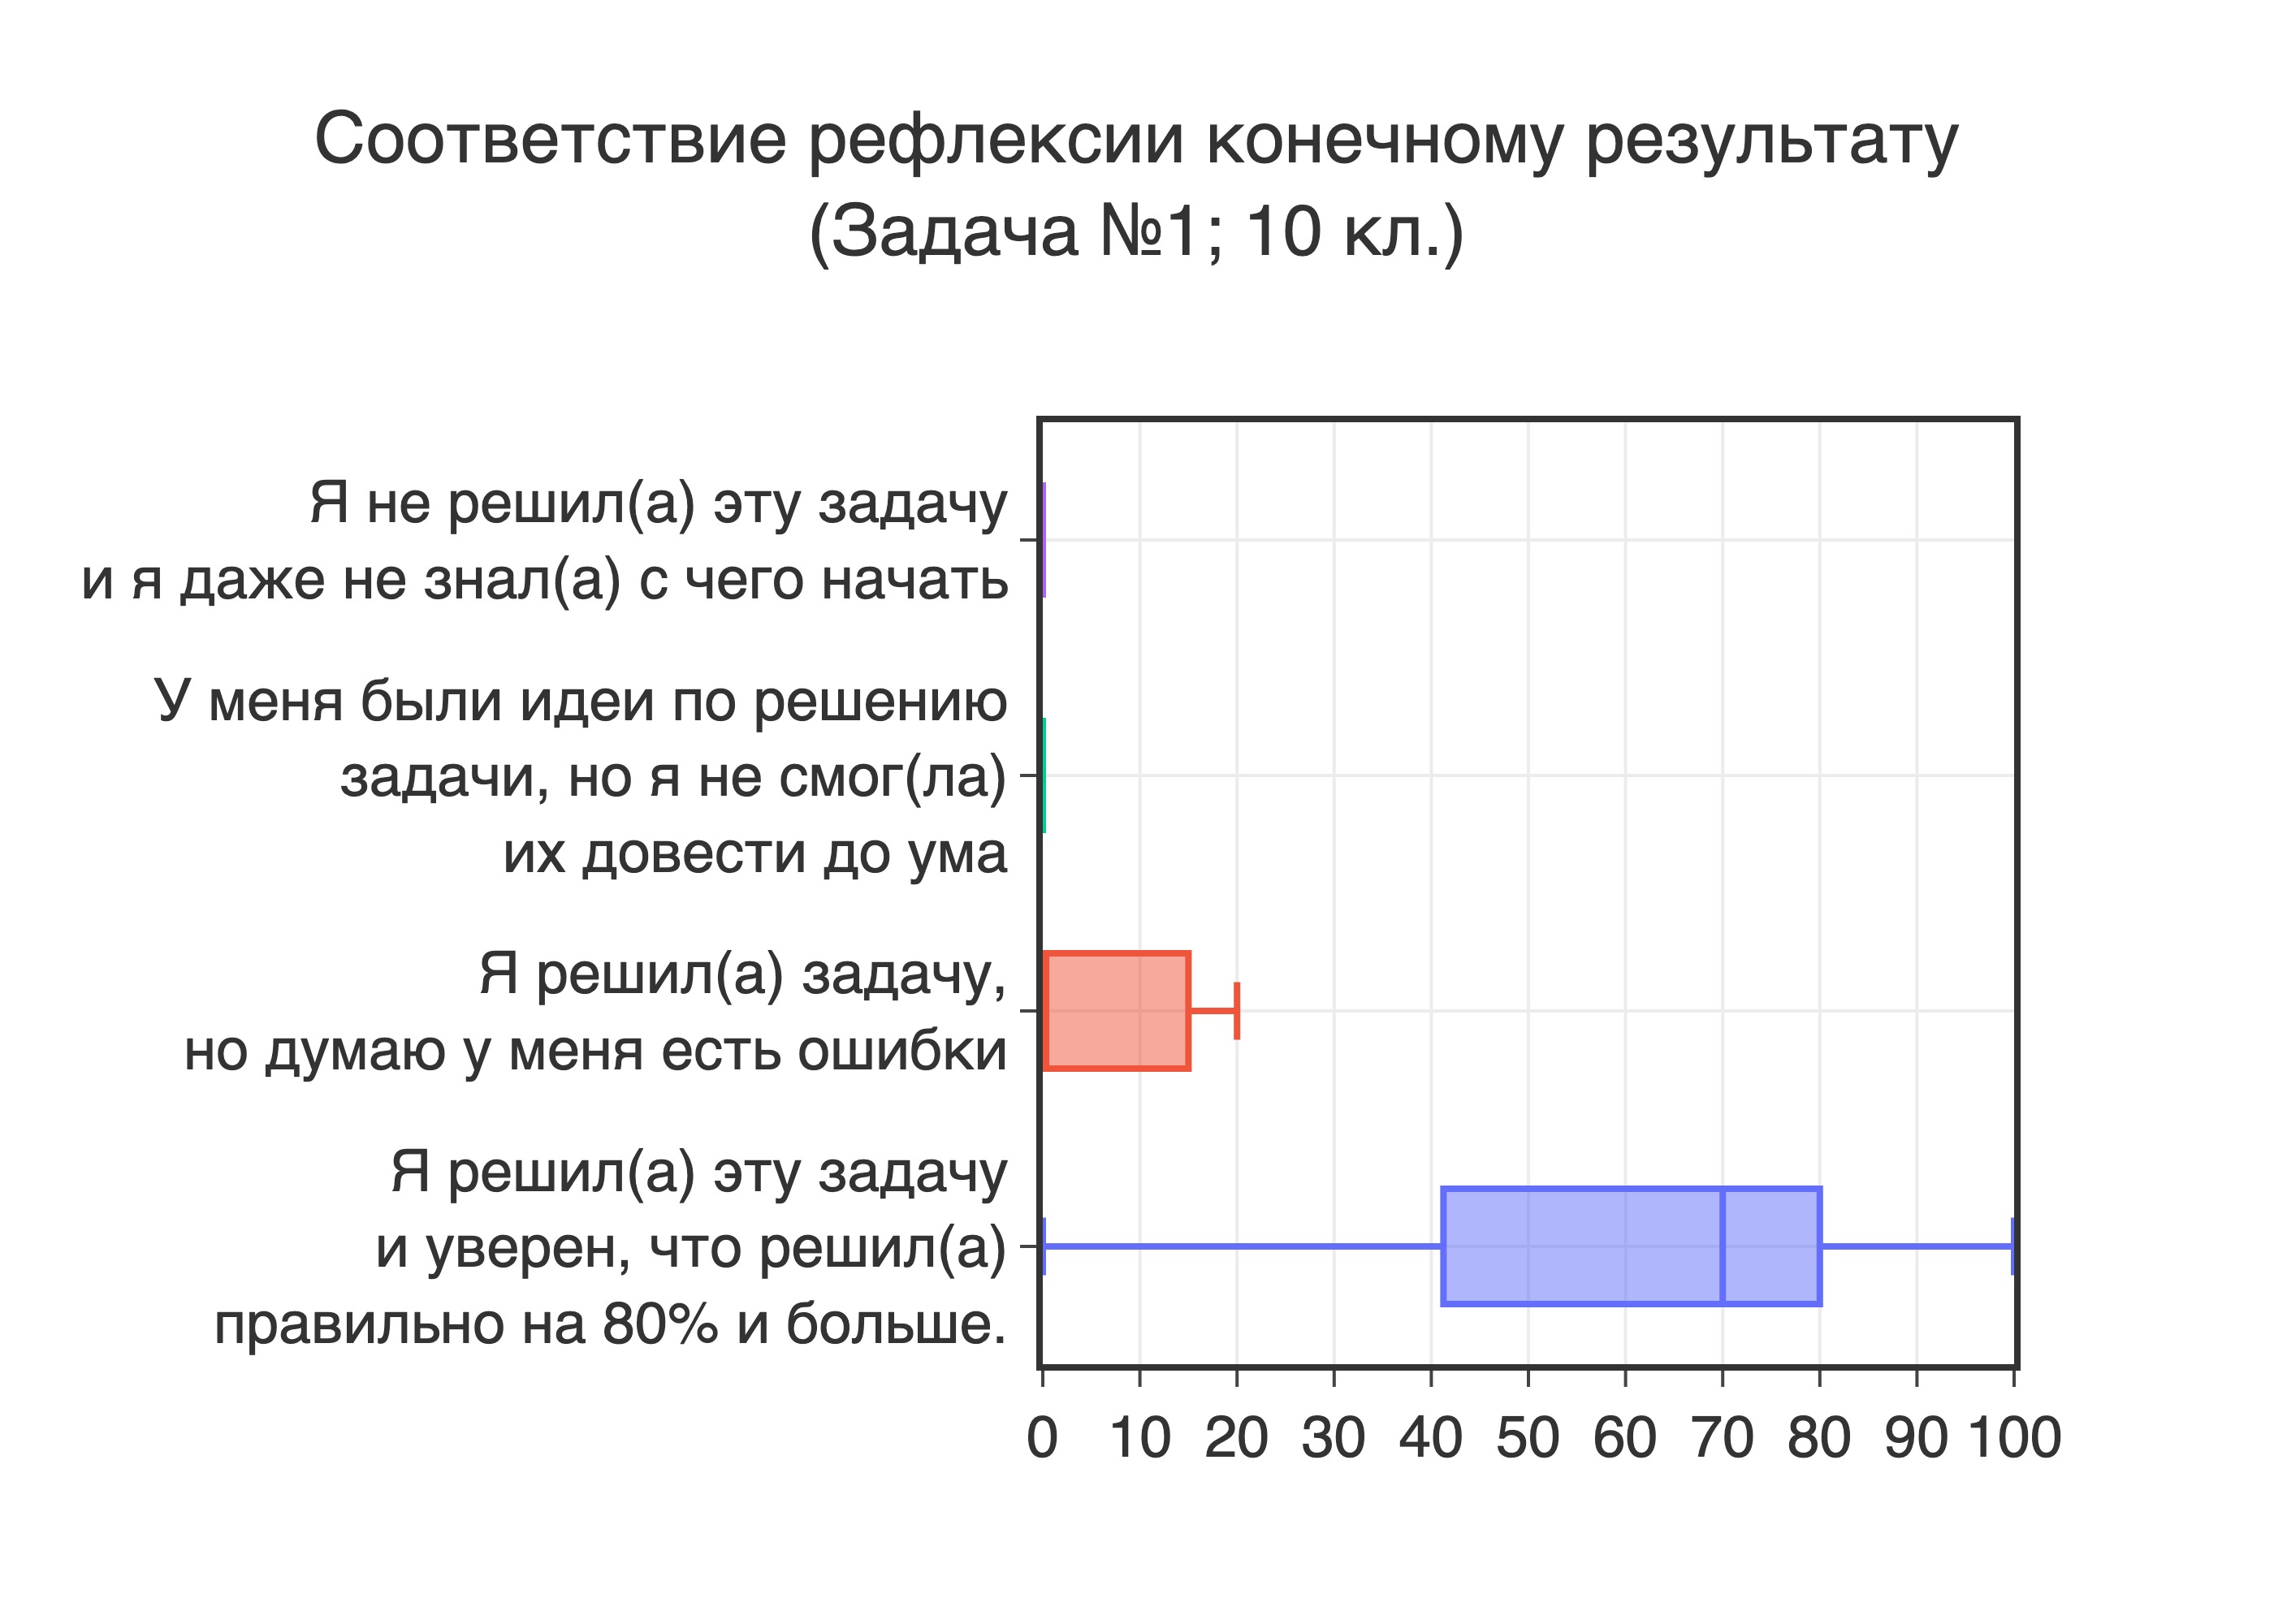 Соответствие рефлексии конечному результату
(Задача №1; 10 кл.)
Я не решил(а) эту задачу
и я даже не знал(а) с чего начать
У меня были идеи по решению
задачи, но я не смог(ла)
их довести до ума
Я решил(а) задачу,
но думаю у меня есть ошибки
Я решил(а) эту задачу
и уверен, что решил(а)
правильно на 80% и больше.
0 10 20 30 40 50 60 70 80 90 100